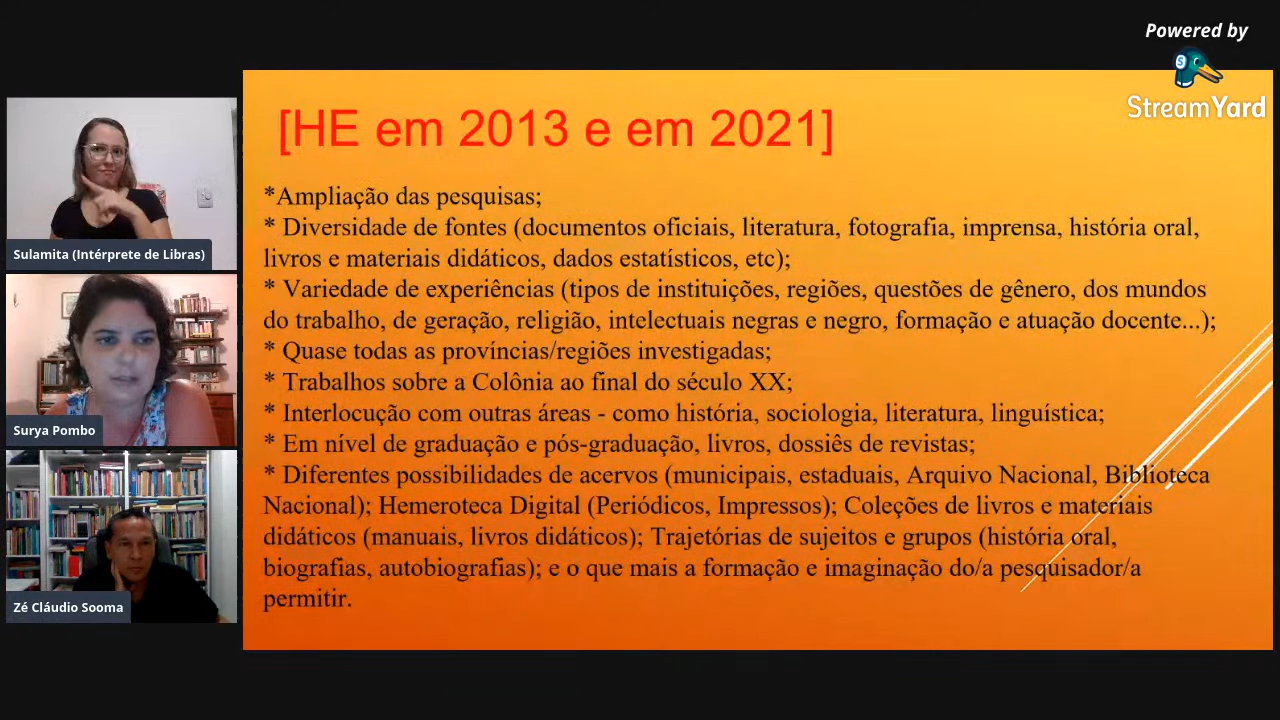 Powered by
StreamYard
[HE em 2013 e em 2021]
*Ampliação das pesquisas;
* Diversidade de fontes (documentos oficiais, literatura, fotografia, imprensa, história oral,
livros e materiais didáticos, dados estatísticos, etc);
* Variedade de experiências (tipos de instituições, regiões, questões de gênero, dos mundos
do trabalho, de geração, religião, intelectuais negras e negro, formação e atuação docente...);
* Quase todas as províncias/regiões investigadas;
* Trabalhos sobre a Colônia ao final do século XX;
* Interlocução com outras áreas - como história, sociologia, literatura, linguística;
* Em nível de graduação e pós-graduação, livros, dossiês de revistas;
* Diferentes possibilidades de acervos (municipais, estaduais, Arquivo Nacional, Biblioteca
Nacional); Hemeroteca Digital (Periódicos, Impressos); Coleções de livros e materiais
didáticos (manuais, livros didáticos); Trajetórias de sujeitos e grupos (história oral,
biografias, autobiografias); e o que mais a formação e imaginação do/a pesquisador/a
permitir.
Sulamita (Intérprete de Libras)
Surya Pombo
Zé Cláudio Sooma